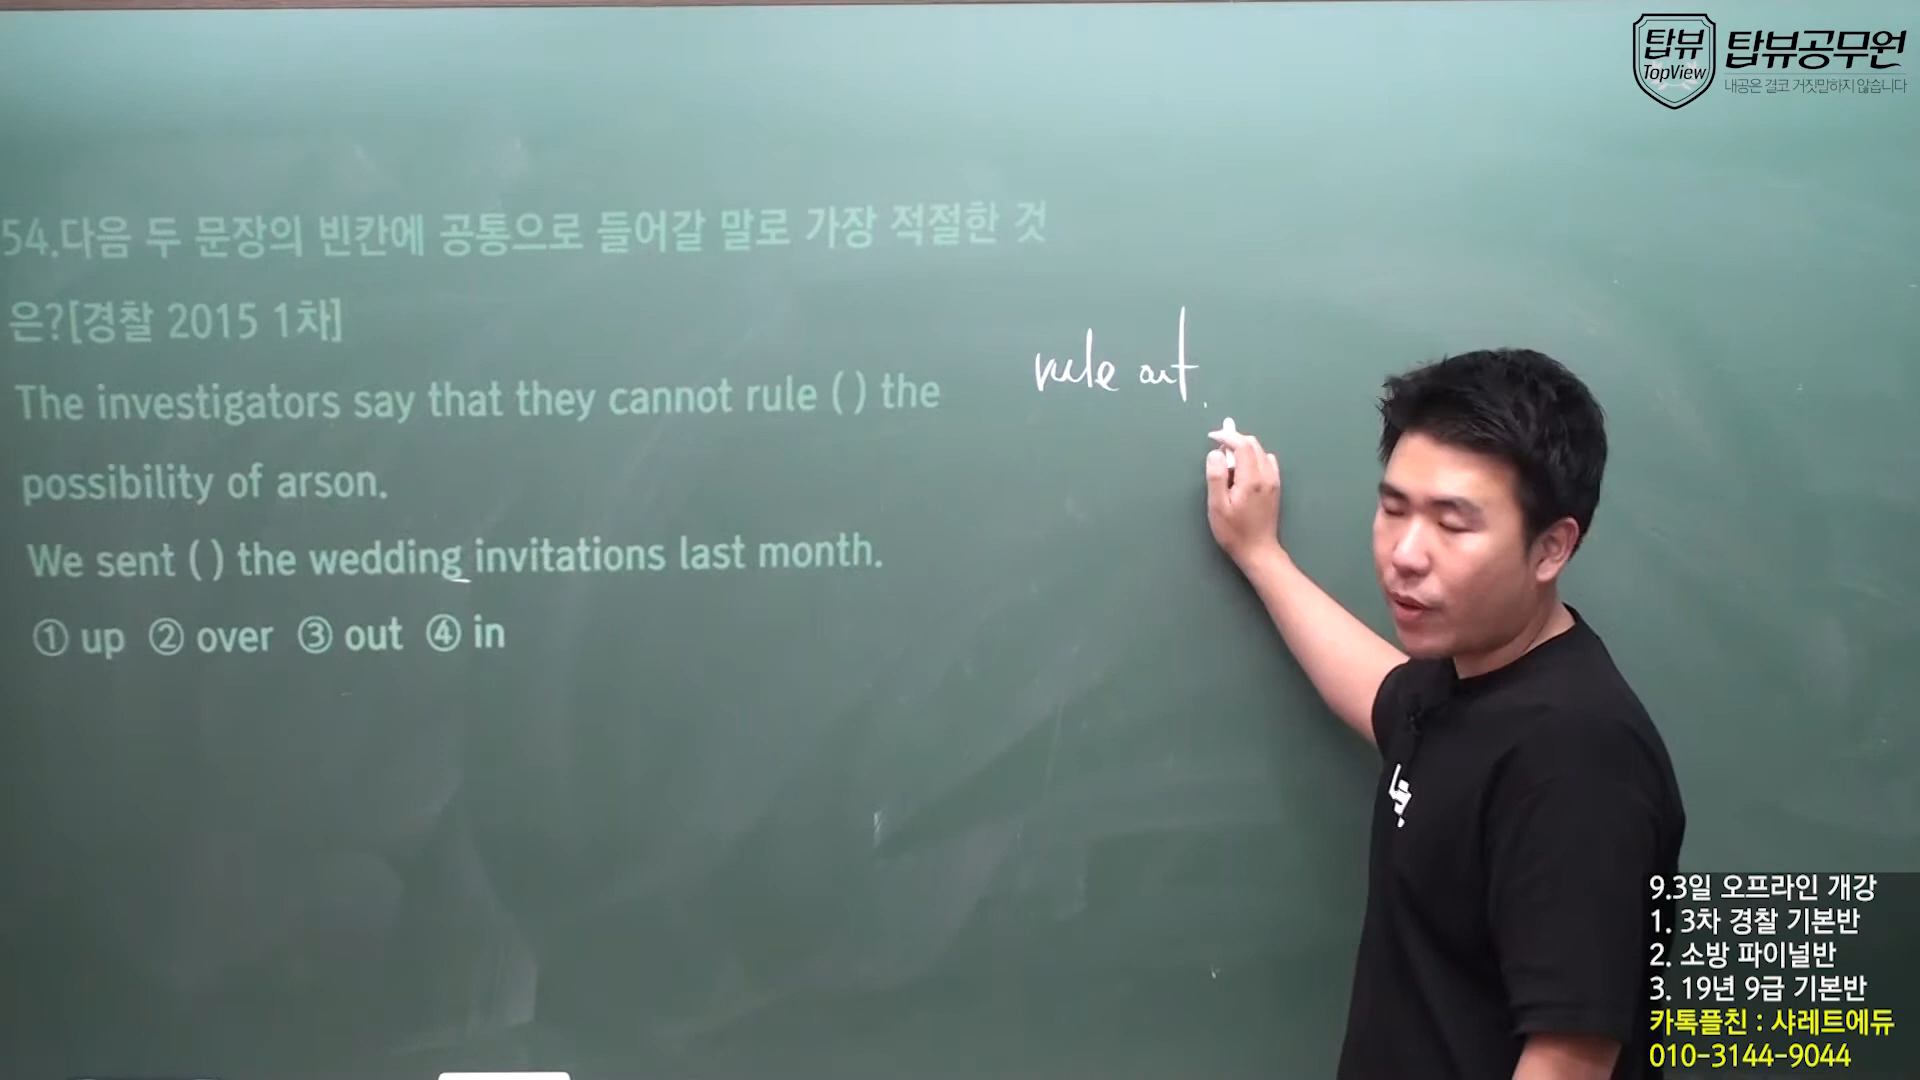 탑뷰
TopView
탑뷰공무원
내공은 결코 거짓말하지 않습니다
54.다음 두 문장의 빈칸에 공통으로 들어갈 말로 가장 적절한 것
은?[경찰 2015 1차]
The investigators say that they cannot rule ( ) the
possibility of arson.
We sent ( ) the wedding invitations last month.
① up ② over ③ out ④ in
rule out
9.3일 오프라인 개강
1. 3차 경찰 기본반
2. 소방 파이널반
3. 19년 9급 기본반
카톡플친 : 샤레트에듀
010-3144-9044